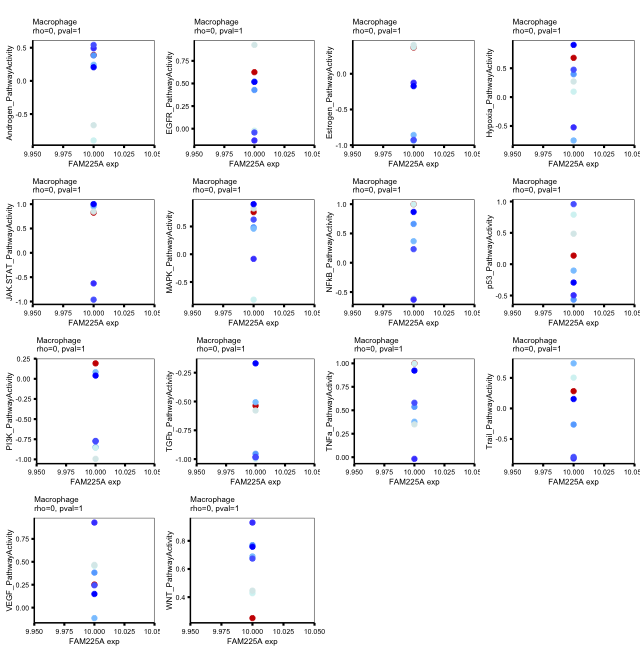 Macrophage
rho=0, pval=1
Androgen_PathwayActivity
0.5
0.0
-0.5
9.950 9.975 10.000 10.025 10.05
FAM225A exp
Macrophage
rho=0, pval=1
EGFR_PathwayActivity
0.75
0.50
0.25
0.00
9.950 9.975 10.000 10.025 10.05
FAM225A exp
Macrophage
rho=0, pval=1
Estrogen_PathwayActivity
0.0
-0.5
-1.0
9.950 9.975 10.000 10.025 10.05
FAM225A exp
Macrophage
rho=0, pval=1
Hypoxia_PathwayActivity
0.5
0.0
-0.5
9.950 9.975 10.000 10.025 10.05
FAM225A exp
Macrophage
rho=0, pval=1
JAK.STAT_PathwayActivity
1.0
0.5
0.0
-0.5
-1.0
9.950 9.975 10.000 10.025 10.05
FAM225A exp
Macrophage
rho=0, pval=1
MAPK_PathwayActivity
0.5
0.0
-0.5
9.950 9.975 10.000 10.025 10.05
FAM225A exp
Macrophage
rho=0, pval=1
NFkB_PathwayActivity
1.0
0.5
0.0
-0.5
9.950 9.975 10.000 10.025 10.05
FAM225A exp
Macrophage
rho=0, pval=1
p53_PathwayActivity
1.0
0.5
0.0
-0.5
9.950 9.975 10.000 10.025 10.05
FAM225A exp
Macrophage
rho=0, pval=1
PI3K_PathwayActivity
0.25
0.00
-0.25
-0.50
-0.75
-1.00
9.950 9.975 10.000 10.025 10.05
FAM225A exp
Macrophage
rho=0, pval=1
TGFb_PathwayActivity
-0.25
-0.50
-0.75
-1.00
9.950 9.975 10.000 10.025 10.05
FAM225A exp
Macrophage
rho=0, pval=1
TNFa_PathwayActivity
1.00
0.75
0.50
0.25
0.00
9.950 9.975 10.000 10.025 10.05
FAM225A exp
Macrophage
rho=0, pval=1
Trail_PathwayActivity
0.5
0.0
-0.5
9.950 9.975 10.000 10.025 10.05
FAM225A exp
Macrophage
rho=0, pval=1
VEGF_PathwayActivity
0.75
0.50
0.25
0.00
9.950 9.975 10.000 10.025 10.05
FAM225A exp
Macrophage
rho=0, pval=1
WNT_PathwayActivity
0.8
0.6
0.4
9.950 9.975 10.000 10.025 10.050
FAM225A exp